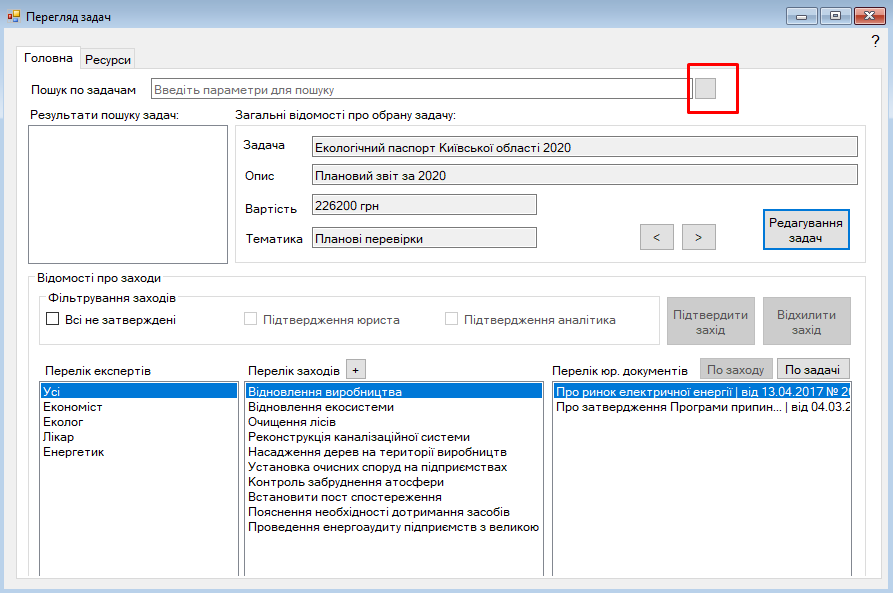 Перегляд задач
?
Головна
Ресурси
Пошук по задачам
Введіть параметри для пошуку
Результати пошуку задач:
Загальні відомості про обрану задачу:
Задача
Екологічний паспорт Київської області 2020
Опис
Плановий звіт за 2020
Вартість
226200 грн
Тематика
Планові перевірки
<
>
Редагування
задач
Відомості про заходи
Фільтрування заходів
Всі не затверджені
Підтвердження юриста
Підтвердження аналітика
Підтвердити
захід
Відхилити
захід
Перелік експертів
Усі
Економіст
Еколог
Лікар
Енергетик
Перелік заходів
+
Відновлення виробництва
Відновлення екосистеми
Очищення лісів
Реконструкція каналізаційної системи
Насадження дерев на території виробництв
Установка очисних споруд на підприємствах
Контроль забруднення атосфери
Встановити пост спостереження
Пояснення необхідності дотримання засобів
Проведення енергоаудиту підприємств з великою
Перелік юр. документів
По заходу
По задачі
Про ринок електричної енергії | від 13.04.2017 № 20
Про затвердження Програми припин... | від 04.03.2